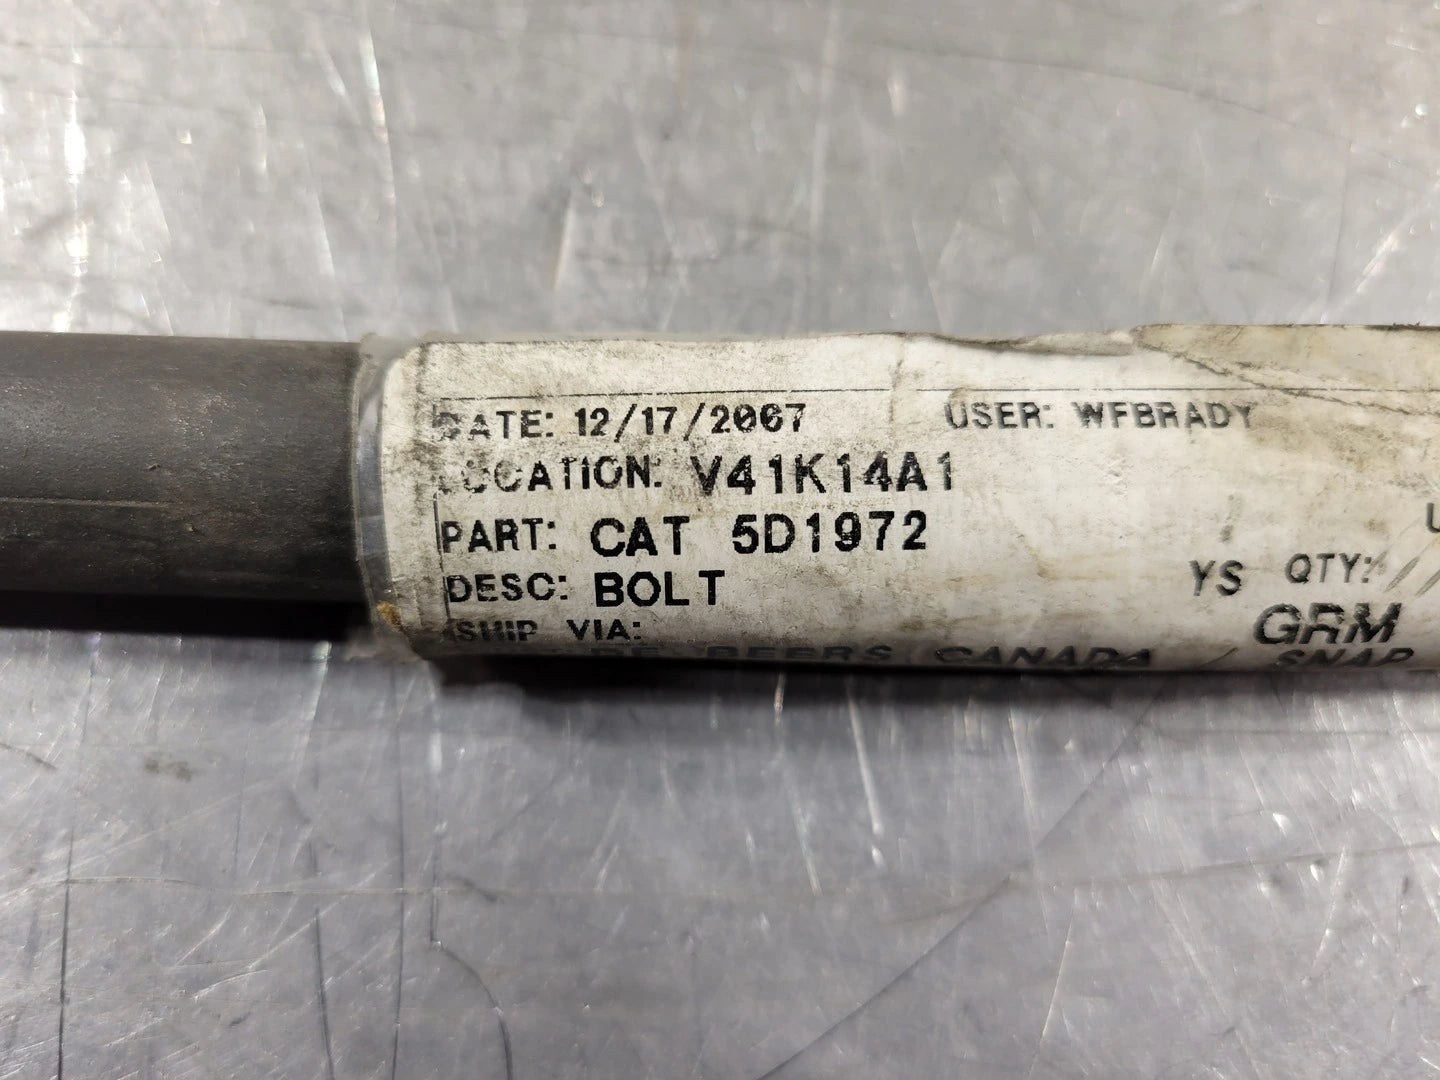 DATE: 12/17/2007 USER: WFBRADY
LOCATION: V41K14A1
PART: CAT 5D1972
DESC: BOLT YS QTY:
SHIP VIA: GRM
DE BEERS CANADA / SNAP